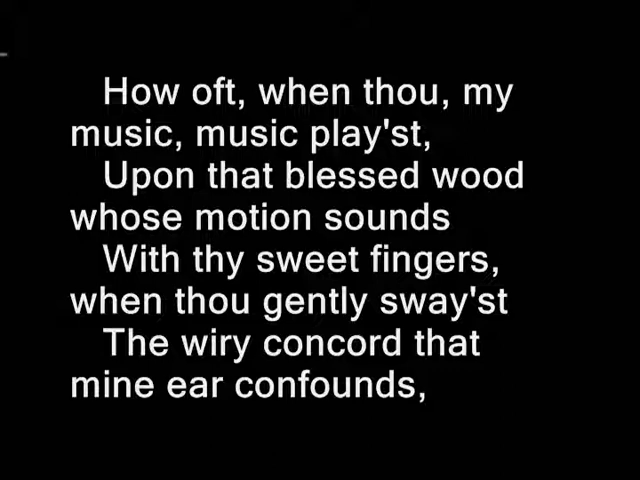 How oft, when thou, my
music, music play'st,
Upon that blessed wood
whose motion sounds
With thy sweet fingers,
when thou gently sway'st
The wiry concord that
mine ear confounds,